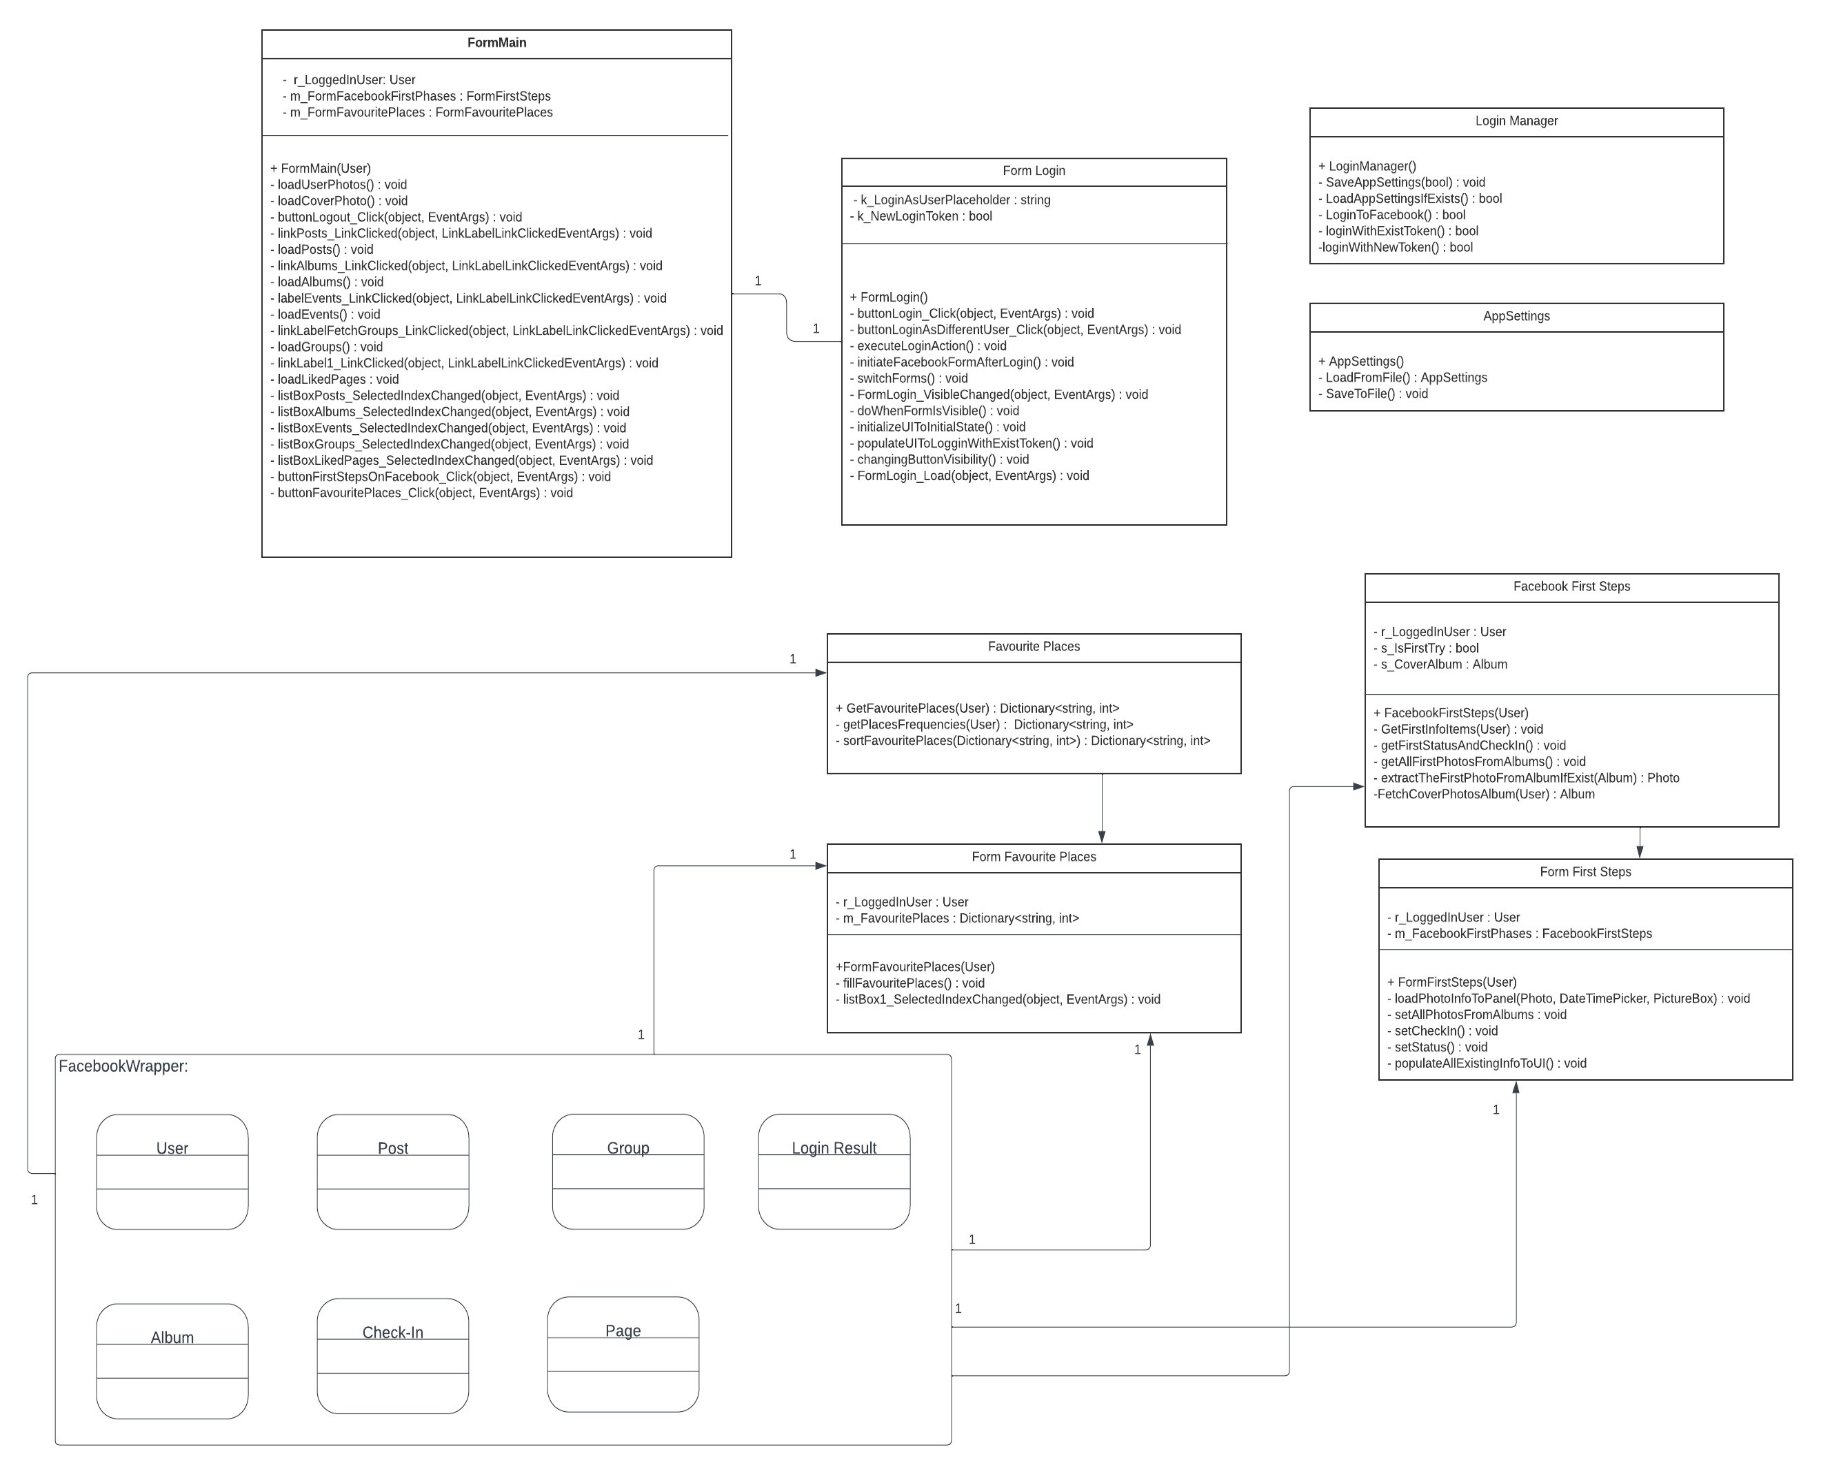 FormMain
- r_LoggedInUser: User
- m_FormFacebookFirstPhases : FormFirstSteps
- m_FormFavouritePlaces : FormFavouritePlaces
+ FormMain(User)
- loadUserPhotos() : void
- loadCoverPhoto() : void
- buttonLogout_Click(object, EventArgs) : void
- linkPosts_LinkClicked(object, LinkLabelLinkClickedEventArgs) : void
- loadPosts() : void
- linkAlbums_LinkClicked(object, LinkLabelLinkClickedEventArgs) : void
- loadAlbums() : void
- labelEvents_LinkClicked(object, LinkLabelLinkClickedEventArgs) : void
- loadEvents() : void
- linkLabelFetchGroups_LinkClicked(object, LinkLabelLinkClickedEventArgs) : void
- loadGroups() : void
- linkLabel1_LinkClicked(object, LinkLabelLinkClickedEventArgs) : void
- loadLikedPages : void
- listBoxPosts_SelectedIndexChanged(object, EventArgs) : void
- listBoxAlbums_SelectedIndexChanged(object, EventArgs) : void
- listBoxEvents_SelectedIndexChanged(object, EventArgs) : void
- listBoxGroups_SelectedIndexChanged(object, EventArgs) : void
- listBoxLikedPages_SelectedIndexChanged(object, EventArgs) : void
- buttonFirstStepsOnFacebook_Click(object, EventArgs) : void
- buttonFavouritePlaces_Click(object, EventArgs) : void
1
1
Form Login
- k_LoginAsUserPlaceholder : string
- k_NewLoginToken : bool
+ FormLogin()
- buttonLogin_Click(object, EventArgs) : void
- buttonLoginAsDifferentUser_Click(object, EventArgs) : void
- executeLoginAction() : void
- initiateFacebookFormAfterLogin() : void
- switchForms() : void
- FormLogin_VisibleChanged(object, EventArgs) : void
- doWhenFormIsVisible() : void
- initializeUIToInitialState() : void
- populateUIToLogginWithExistToken() : void
- changingButtonVisibility() : void
- FormLogin_Load(object, EventArgs) : void
Login Manager
+ LoginManager()
- SaveAppSettings(bool) : void
- LoadAppSettingsIfExists() : bool
- LoginToFacebook() : bool
- loginWithExistToken() : bool
-loginWithNewToken() : bool
AppSettings
+ AppSettings()
- LoadFromFile() : AppSettings
- SaveToFile() : void
1
Favourite Places
+ GetFavouritePlaces(User) : Dictionary<string, int>
- getPlacesFrequencies(User) : Dictionary<string, int>
- sortFavouritePlaces(Dictionary<string, int>) : Dictionary<string, int>
Facebook First Steps
- r_LoggedInUser : User
- s_IsFirstTry : bool
- s_CoverAlbum : Album
+ FacebookFirstSteps(User)
- GetFirstInfoItems(User) : void
- getFirstStatusAndCheckIn() : void
- getAllFirstPhotosFromAlbums() : void
- extractTheFirstPhotoFromAlbumIfExist(Album) : Photo
-FetchCoverPhotosAlbum(User) : Album
1
Form Favourite Places
- r_LoggedInUser : User
- m_FavouritePlaces : Dictionary<string, int>
+FormFavouritePlaces(User)
- fillFavouritePlaces() : void
- listBox1_SelectedIndexChanged(object, EventArgs) : void
Form First Steps
- r_LoggedInUser : User
- m_FacebookFirstPhases : FacebookFirstSteps
+ FormFirstSteps(User)
- loadPhotoInfoToPanel(Photo, DateTimePicker, PictureBox) : void
- setAllPhotosFromAlbums : void
- setCheckIn() : void
- setStatus() : void
- populateAllExistingInfoToUI() : void
1
1
1
FacebookWrapper:
User
Post
Group
Login Result
1
1
1
Album
Check-In
Page